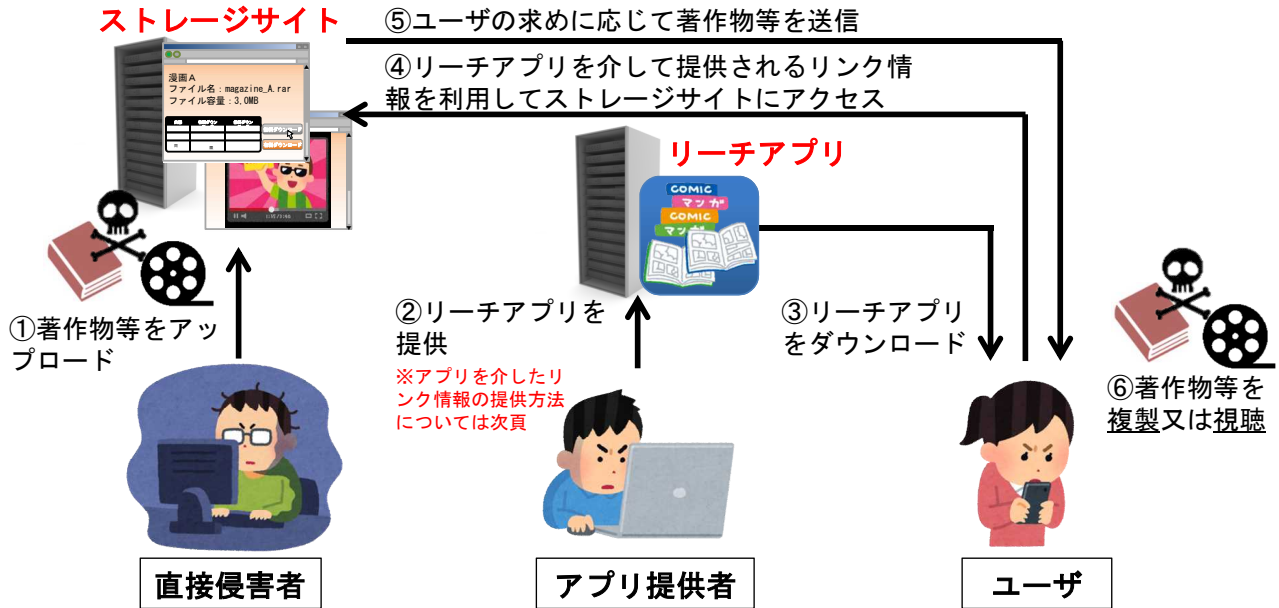 ストレージサイト
⑤ユーザの求めに応じて著作物等を送信
④リーチアプリを介して提供されるリンク情
報を利用してストレージサイトにアクセス
漫画A
ファイル名:magazine_A.rar
ファイル容量:3,0MB
リーチアプリ
COMIC
マンガ
COMIC
マンガ
①著作物等をアッ
プロード
②リーチアプリを
提供
※アプリを介したリ
ンク情報の提供方法
については次頁
③リーチアプリ
をダウンロード
⑥著作物等を
複製又は視聴
直接侵害者
アプリ提供者
ユーザ